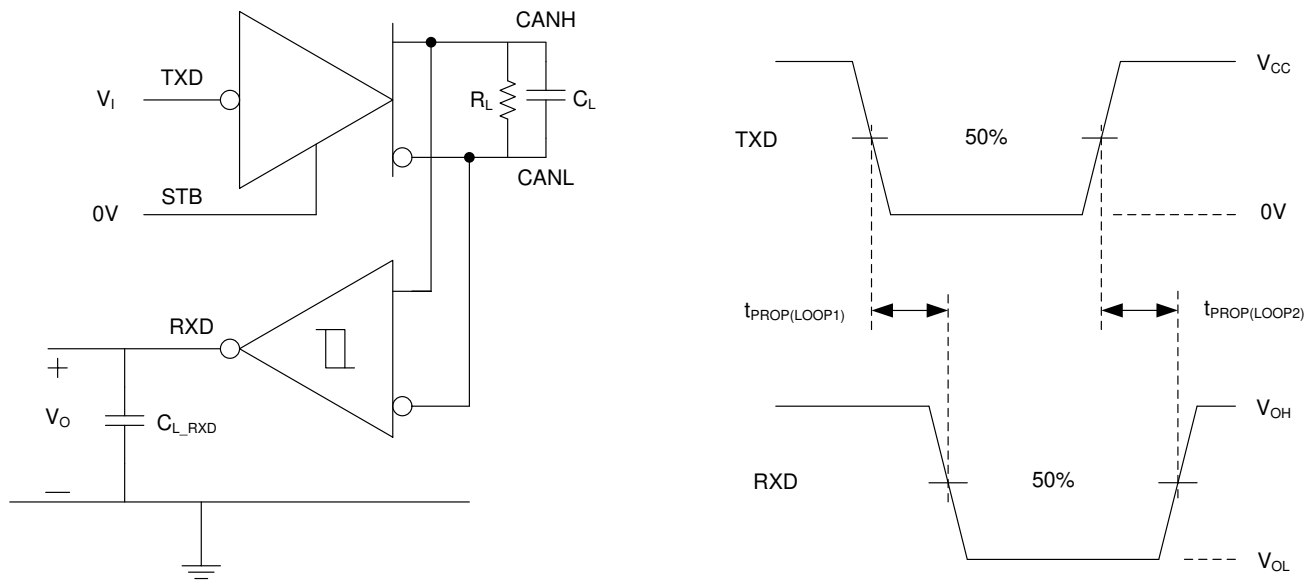 CANH
TXD
V_I
R_L
C_L
CANL
STB
0V
RXD
+
V_O
C_L_RXD
—
V_CC
TXD
50%
0V
t_PROP(LOOP1)
t_PROP(LOOP2)
V_OH
RXD
50%
V_OL